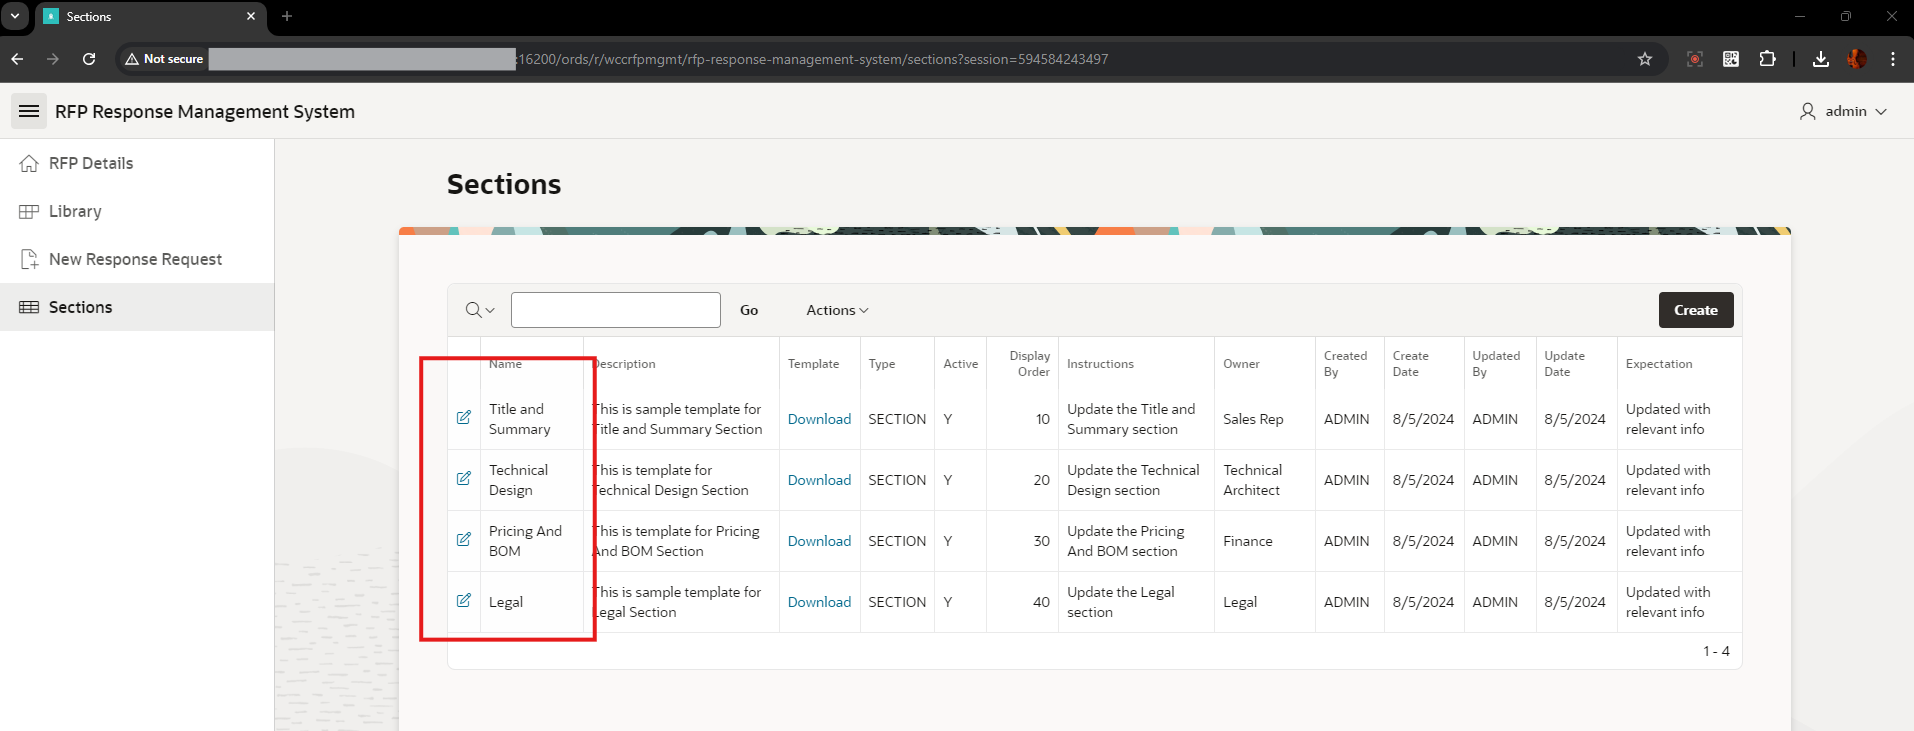 Sections
Not secure
:16200/ords/r/wccrfpmgmt/rfp-response-management-system/sections?session=594584243497
RFP Response Management System
admin
RFP Details
Library
New Response Request
Sections
Sections
Go
Actions
Create
Name
Description
Template
Type
Active
Display
Order
Instructions
Owner
Created
By
Create
Date
Updated
By
Update
Date
Expectation
Title and
Summary
This is sample template for
Title and Summary Section
Download
SECTION
Y
10
Update the Title and
Summary section
Sales Rep
ADMIN
8/5/2024
ADMIN
8/5/2024
Updated with
relevant info
Technical
Design
This is template for
Technical Design Section
Download
SECTION
Y
20
Update the Technical
Design section
Technical
Architect
ADMIN
8/5/2024
ADMIN
8/5/2024
Updated with
relevant info
Pricing And
BOM
This is template for Pricing
And BOM Section
Download
SECTION
Y
30
Update the Pricing
And BOM section
Finance
ADMIN
8/5/2024
ADMIN
8/5/2024
Updated with
relevant info
Legal
This is sample template for
Legal Section
Download
SECTION
Y
40
Update the Legal
section
Legal
ADMIN
8/5/2024
ADMIN
8/5/2024
Updated with
relevant info
1 - 4